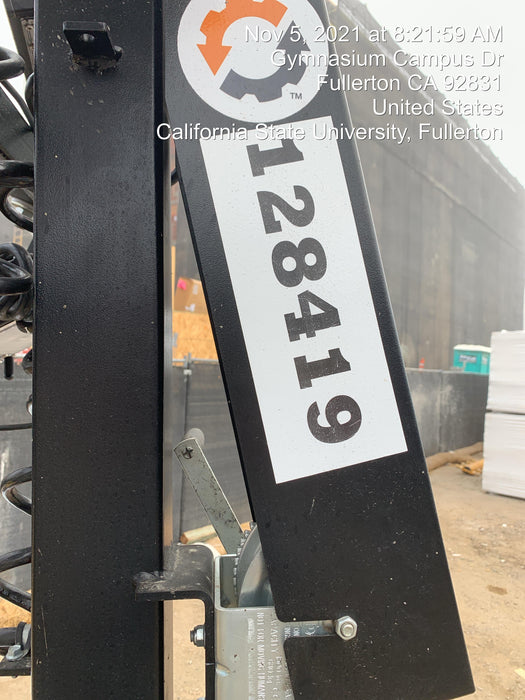 Nov 5, 2021 at 8:21:59 AM
Gymnasium Campus Dr
Fullerton CA 92831
United States
California State University, Fullerton
TM
128419